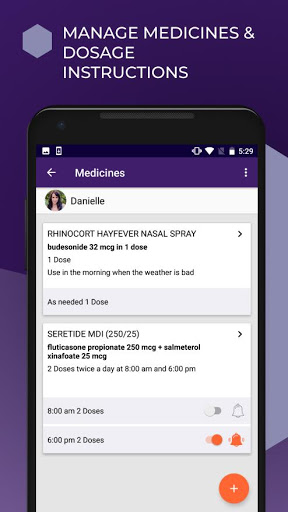 MANAGE MEDICINES &
DOSAGE
INSTRUCTIONS
5:29
Medicines
Danielle
RHINOCORT HAYFEVER NASAL SPRAY
budesonide 32 mcg in 1 dose
1 Dose
Use in the morning when the weather is bad
As needed 1 Dose
SERETIDE MDI (250/25)
fluticasone propionate 250 mcg + salmeterol
xinafoate 25 mcg
2 Doses twice a day at 8:00 am and 6:00 pm
8:00 am 2 Doses
6:00 pm 2 Doses
+